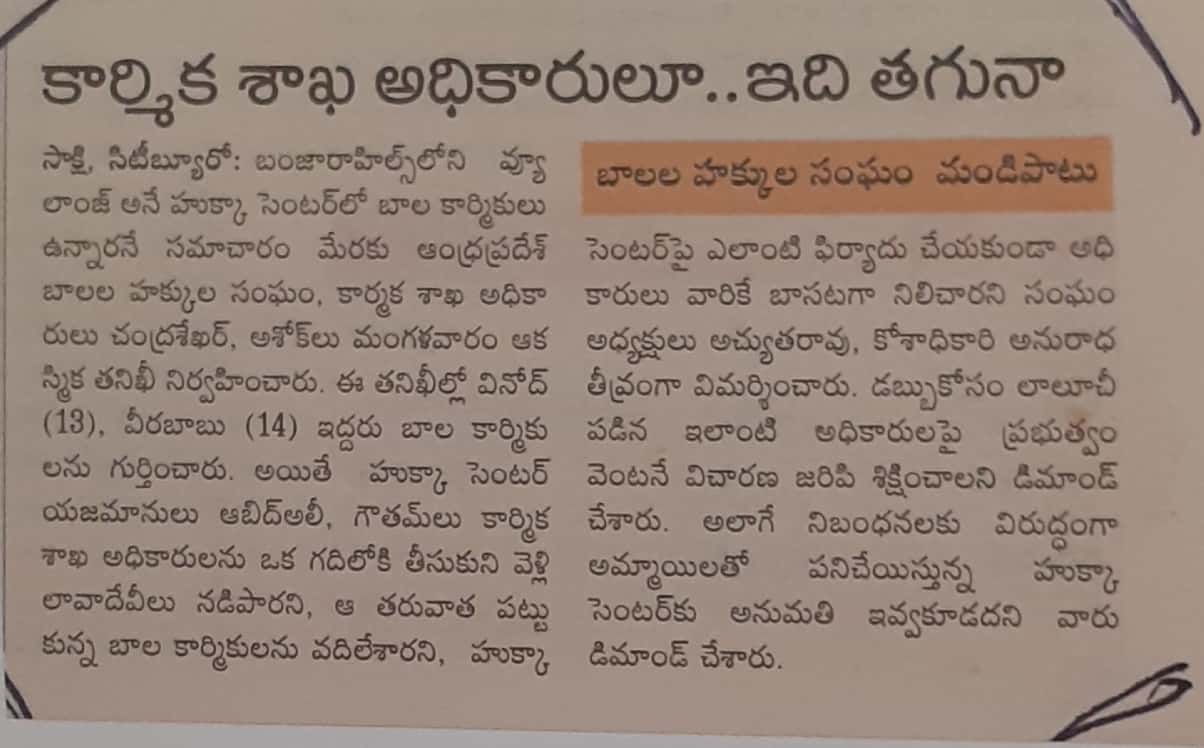 కార్మిక శాఖ అధికారులూ..ఇది తగునా
సాక్షి, సిటీబ్యూరో: బంజారాహిల్స్‌లోని వ్యూ
లాంజ్ అనే హుక్కా సెంటర్‌లో బాల కార్మికులు
ఉన్నారనే సమాచారం మేరకు ఆంధ్రప్రదేశ్
బాలల హక్కుల సంఘం, కార్మక శాఖ అధికా
రులు చంద్రశేఖర్, అశోక్‌లు మంగళవారం ఆక
స్మిక తనిఖీ నిర్వహించారు. ఈ తనిఖీల్లో వినోద్
(13), వీరబాబు (14) ఇద్దరు బాల కార్మికు
లను గుర్తించారు. అయితే హుక్కా సెంటర్
యజమానులు ఆబిద్అలీ, గౌతమ్‌లు కార్మిక
శాఖ అధికారులను ఒక గదిలోకి తీసుకుని వెళ్లి
లావాదేవీలు నడిపారని, ఆ తరువాత పట్టు
కున్న బాల కార్మికులను వదిలేశారని, హుక్కా
బాలల హక్కుల సంఘం మండిపాటు
సెంటర్‌పై ఎలాంటి ఫిర్యాదు చేయకుండా అధి
కారులు వారికే బాసటగా నిలిచారని సంఘం
అధ్యక్షులు అచ్యుతరావు, కోశాధికారి అనురాధ
తీవ్రంగా విమర్శించారు. డబ్బుకోసం లాలూచీ
పడిన ఇలాంటి అధికారులపై ప్రభుత్వం
వెంటనే విచారణ జరిపి శిక్షించాలని డిమాండ్
చేశారు. అలాగే నిబంధనలకు విరుద్ధంగా
అమ్మాయిలతో పనిచేయిస్తున్న హుక్కా
సెంటర్‌కు అనుమతి ఇవ్వకూడదని వారు
డిమాండ్ చేశారు.